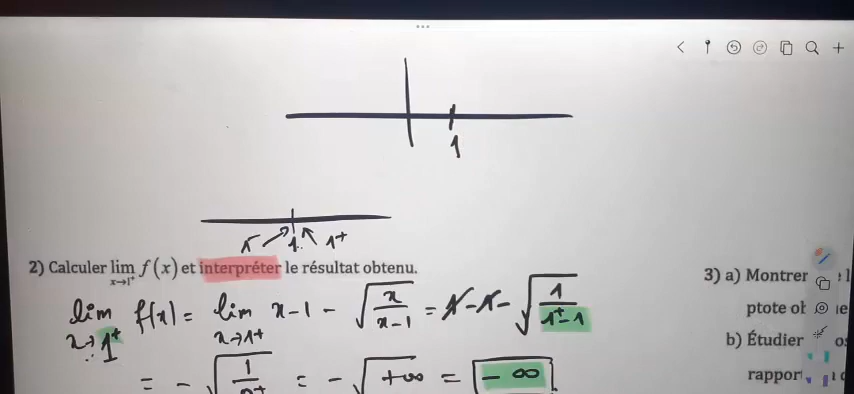 1
1⁻ 1 1⁺
2) Calculer lim f(x) et interpréter le résultat obtenu.
x→1⁺
lim f(x) = lim x-1 - √(x/(x-1)) = 1-1-√(1/(1⁺-1))
x→1⁺ x→1⁺
= -√(1/0⁺) = -√+∞ = -∞
3) a) Montrer
ptote ob
b) Étudier
rappor